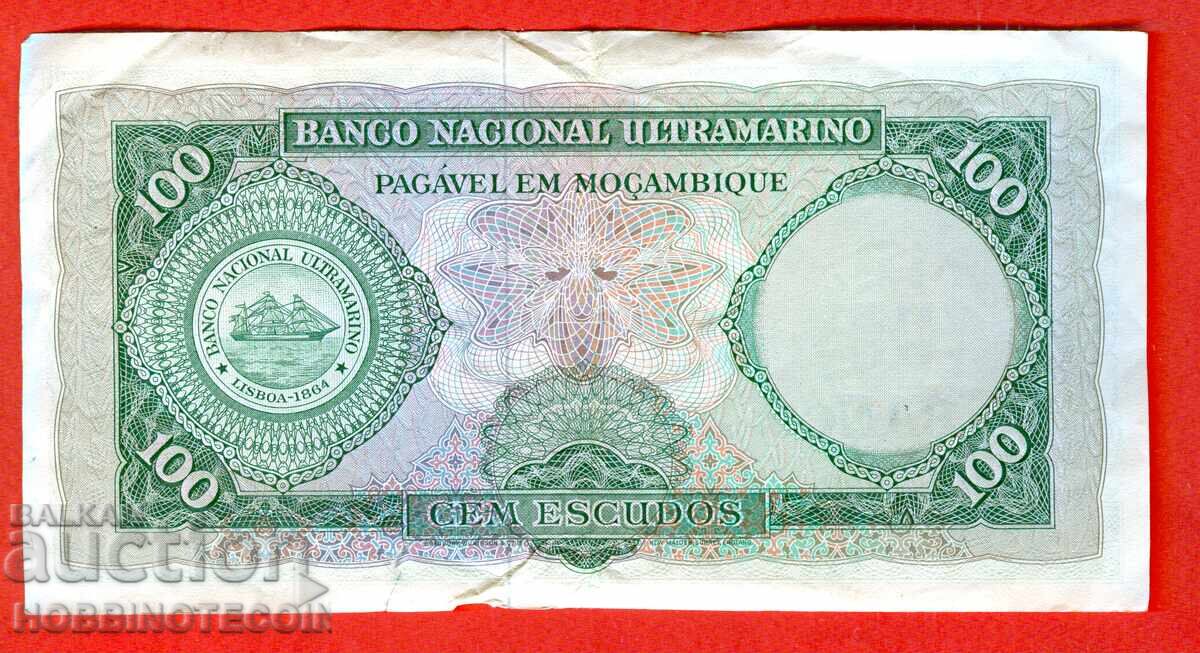 BANCO NACIONAL ULTRAMARINO
PAGÁVEL EM MOÇAMBIQUE
100
100
BANCO NACIONAL ULTRAMARINO
★ LISBOA-1864 ★
100
100
CEM ESCUDOS
BALKAN
auction
HOBBINOTECOIN